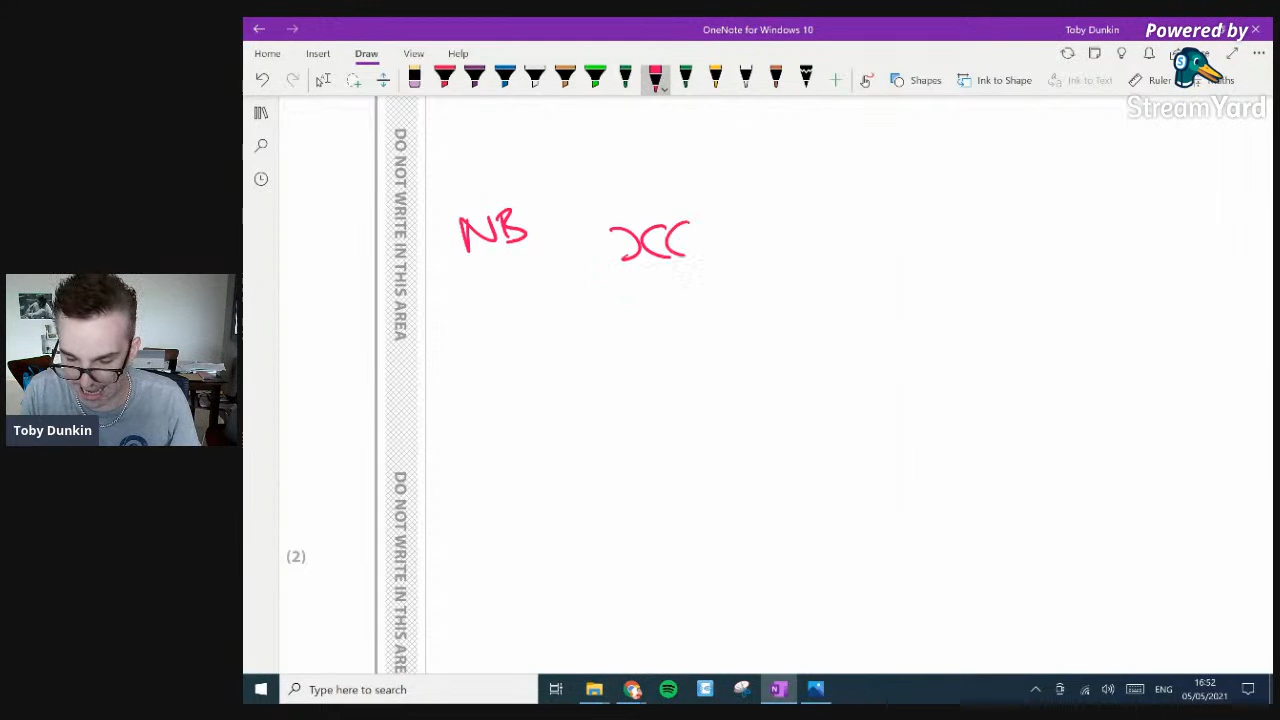 OneNote for Windows 10
Toby Dunkin
Powered by
StreamYard
Home Insert Draw View Help
Shapes Ink to Shape Ink to Text Ruler Maths
DO NOT WRITE IN THIS AREA
NB
DO NOT WRITE IN THIS ARE
(2)
Toby Dunkin
Type here to search
ENG
16:52
05/05/2021